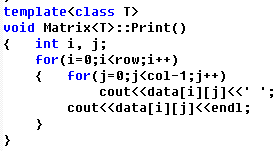 template<class T>
void Matrix<T>::Print()
{   int i, j;
    for(i=0;i<row;i++)
    {   for(j=0;j<col-1;j++)
            cout<<data[i][j]<<' ';
        cout<<data[i][j]<<endl;
    }
}